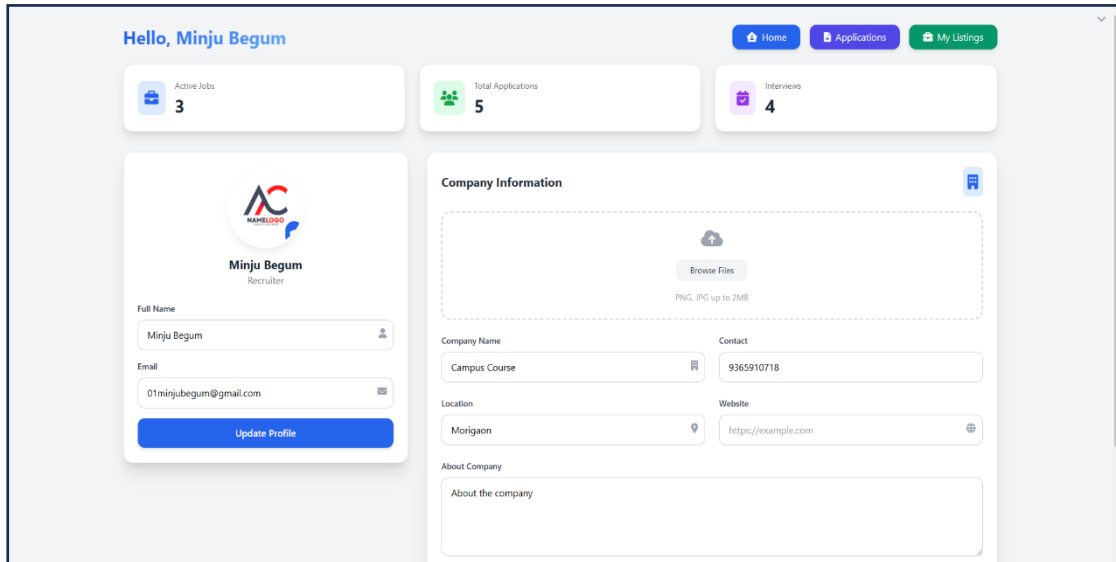 Hello, Minju Begum
Home
Applications
My Listings
Active Jobs
3
Total Applications
5
Interviews
4
AC
NAMELOGO
Minju Begum
Recruiter
Full Name
Minju Begum
Email
01minjubegum@gmail.com
Update Profile
Company Information
Browse Files
PNG, JPG up to 2MB
Company Name
Contact
Campus Course
9365910718
Location
Website
Morigaon
https://example.com
About Company
About the company